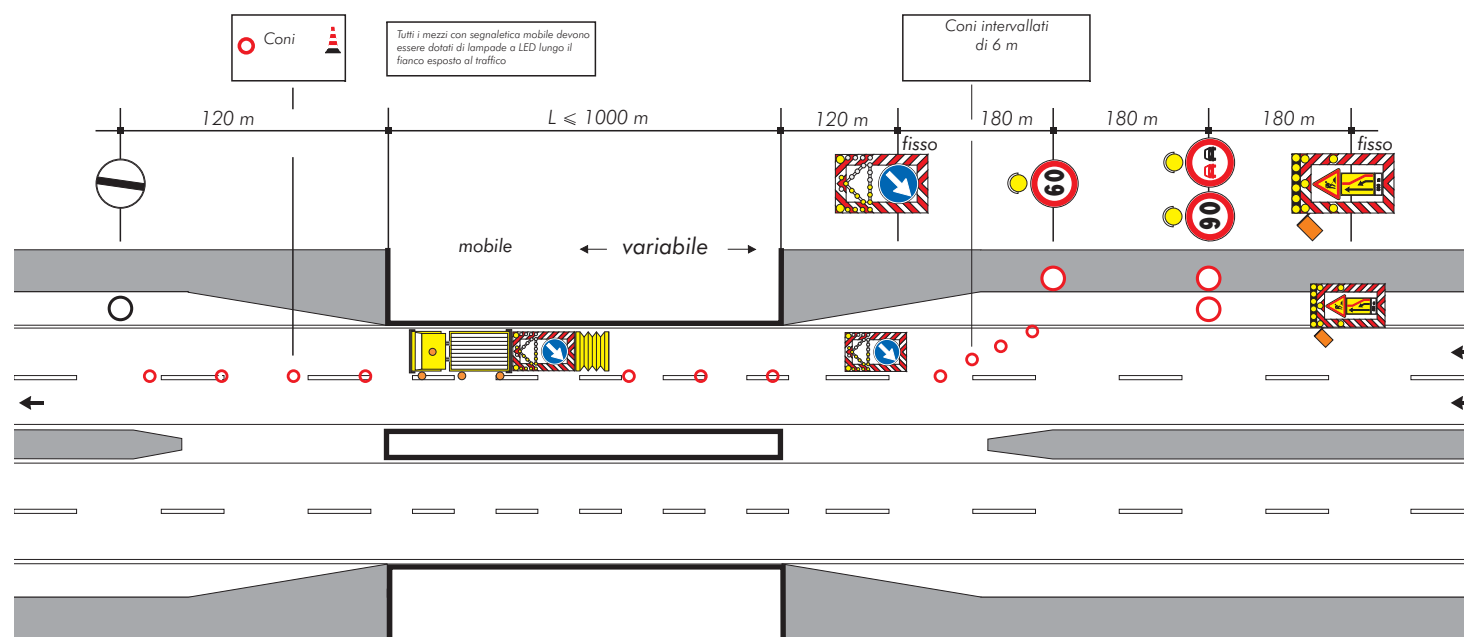 Coni
Tutti i mezzi con segnaletica mobile devono
essere dotati di lampade a LED lungo il
fianco esposto al traffico
Coni intervallati
di 6 m
120 m
L ⩽ 1000 m
120 m
180 m
180 m
180 m
fisso
fisso
60
90
mobile
variabile